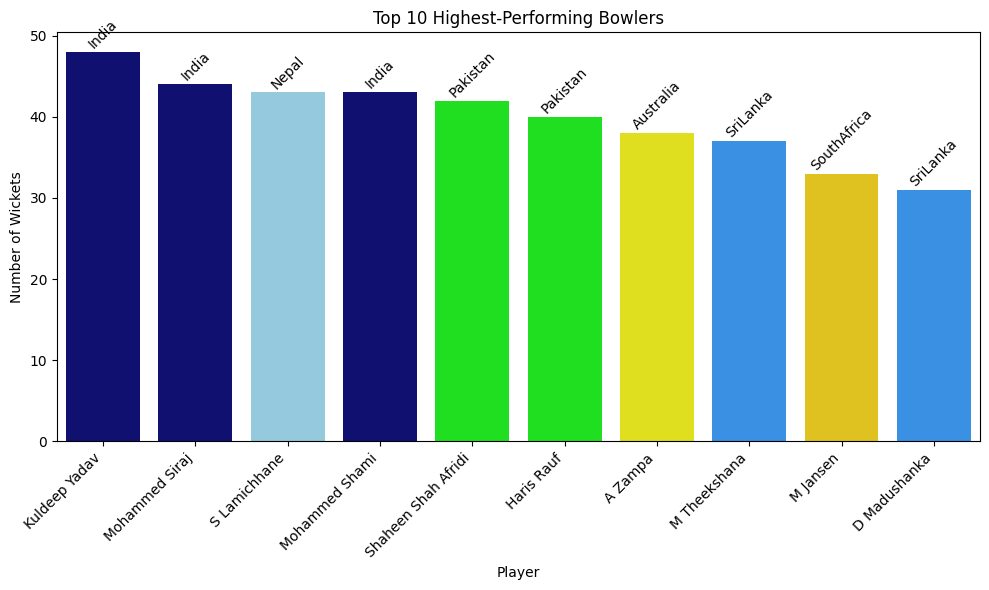 Top 10 Highest-Performing Bowlers
Number of Wickets
50
40
30
20
10
0
India
India
Nepal
India
Pakistan
Pakistan
Australia
SriLanka
SouthAfrica
SriLanka
Kuldeep Yadav
Mohammed Siraj
S Lamichhane
Mohammed Shami
Shaheen Shah Afridi
Haris Rauf
A Zampa
M Theekshana
M Jansen
D Madushanka
Player